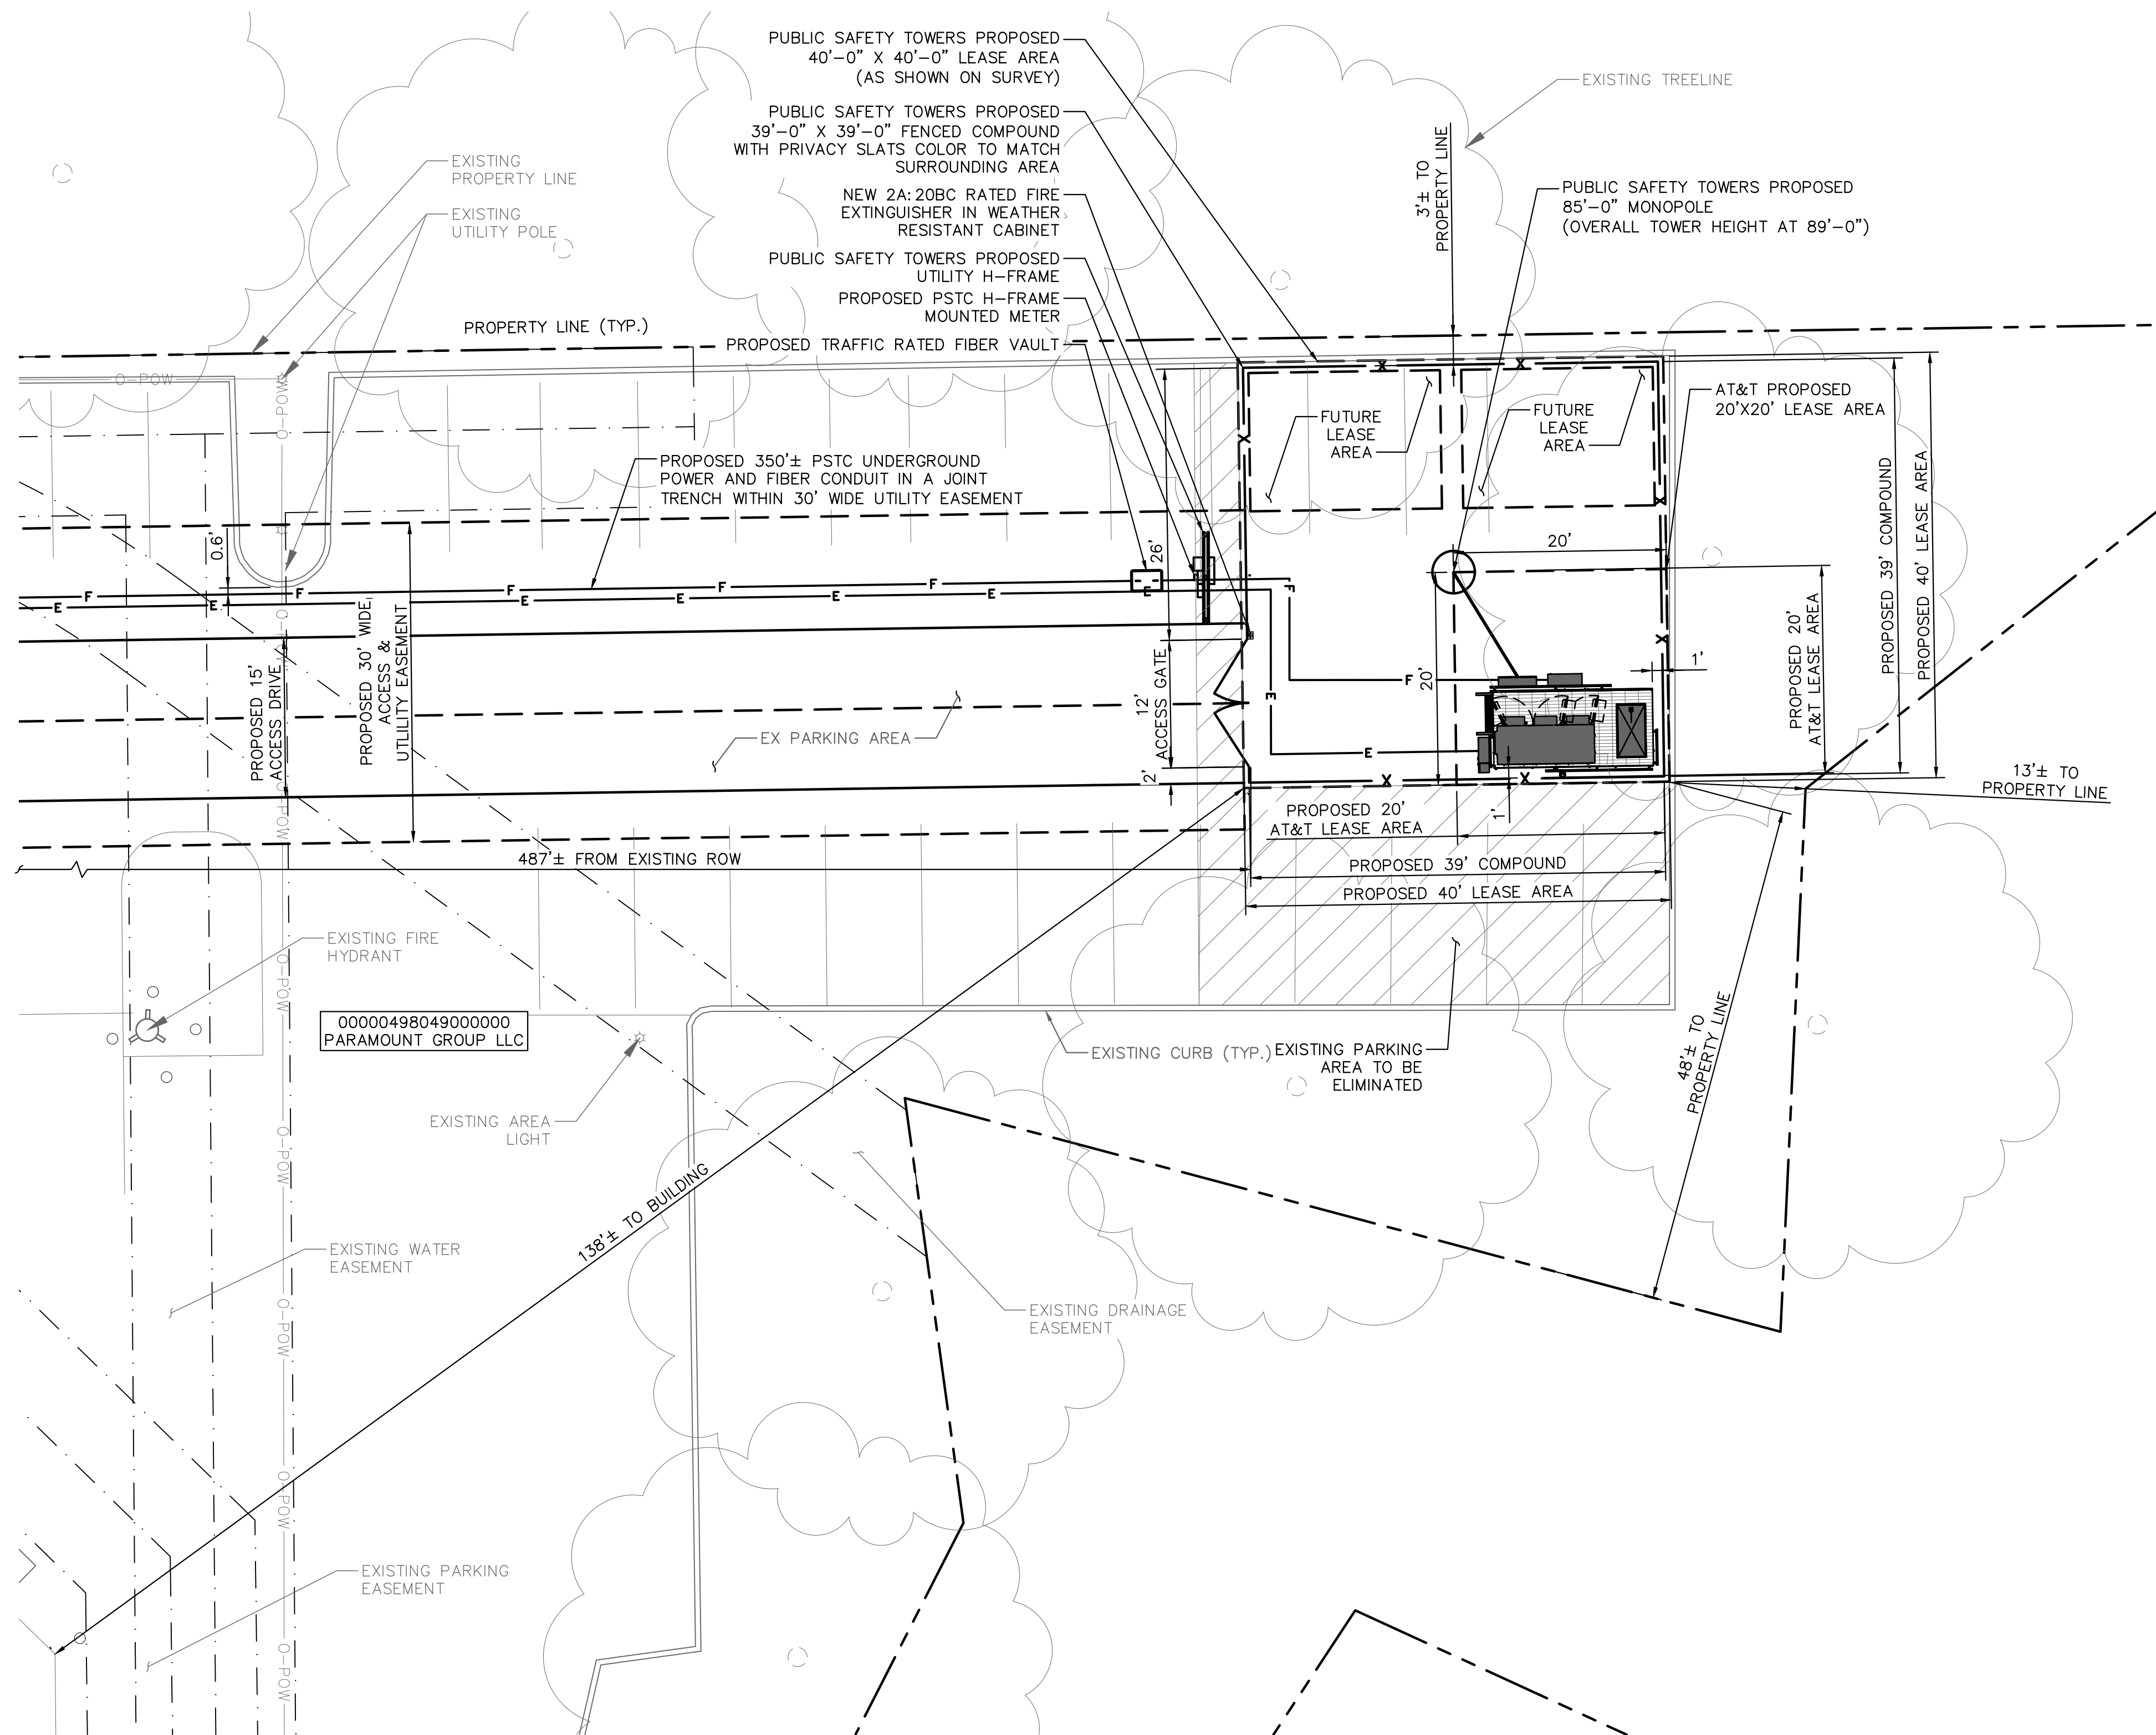 PUBLIC SAFETY TOWERS PROPOSED
40'-0" X 40'-0" LEASE AREA
(AS SHOWN ON SURVEY)
PUBLIC SAFETY TOWERS PROPOSED
39'-0" X 39'-0" FENCED COMPOUND
WITH PRIVACY SLATS COLOR TO MATCH
SURROUNDING AREA
NEW 2A:20BC RATED FIRE
EXTINGUISHER IN WEATHER
RESISTANT CABINET
PUBLIC SAFETY TOWERS PROPOSED
UTILITY H-FRAME
PROPOSED PSTC H-FRAME
MOUNTED METER
PROPOSED TRAFFIC RATED FIBER VAULT
EXISTING TREELINE
3'± TO
PROPERTY LINE
PUBLIC SAFETY TOWERS PROPOSED
85'-0" MONOPOLE
(OVERALL TOWER HEIGHT AT 89'-0")
EXISTING
PROPERTY LINE
EXISTING
UTILITY POLE
PROPERTY LINE (TYP.)
O-POW
O-POW
AT&T PROPOSED
20'X20' LEASE AREA
FUTURE
LEASE
AREA
FUTURE
LEASE
AREA
X
X
X
X
X
X
X
PROPOSED 350'± PSTC UNDERGROUND
POWER AND FIBER CONDUIT IN A JOINT
TRENCH WITHIN 30' WIDE UTILITY EASEMENT
0.6'
26'
20'
20'
F
F
F
F
F
F
F
E
E
E
E
E
E
E
E
E
PROPOSED 15'
ACCESS DRIVE
PROPOSED 30' WIDE
ACCESS &
UTLILITY EASEMENT
12'
ACCESS GATE
2'
EX PARKING AREA
1'
1'
PROPOSED 20'
AT&T LEASE AREA
PROPOSED 39' COMPOUND
PROPOSED 40' LEASE AREA
13'± TO
PROPERTY LINE
PROPOSED 20'
AT&T LEASE AREA
PROPOSED 39' COMPOUND
PROPOSED 40' LEASE AREA
487'± FROM EXISTING ROW
EXISTING FIRE
HYDRANT
00000498049000000
PARAMOUNT GROUP LLC
EXISTING CURB (TYP.)
EXISTING PARKING
AREA TO BE
ELIMINATED
48'± TO
PROPERTY LINE
EXISTING AREA
LIGHT
138'± TO BUILDING
EXISTING WATER
EASEMENT
EXISTING DRAINAGE
EASEMENT
EXISTING PARKING
EASEMENT
O-POW
O-POW
O-POW
O-POW
O-POW
O-POW